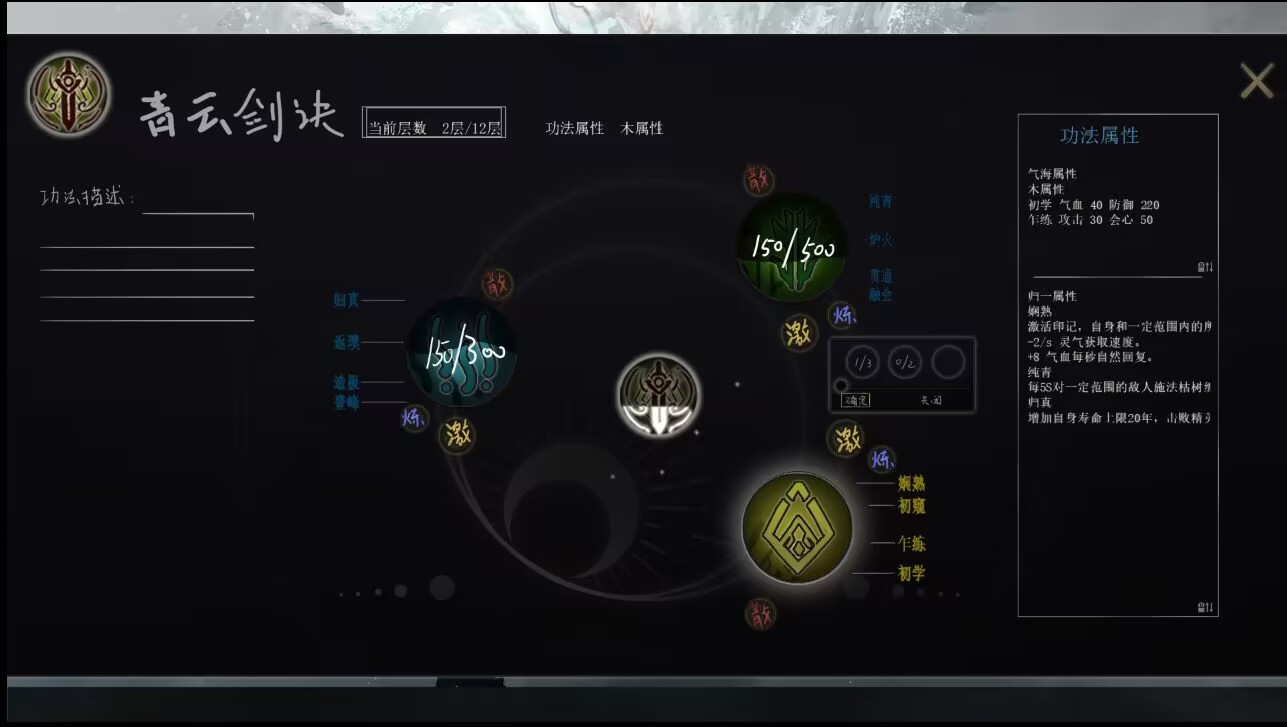 青云剑诀
当前层数 2层/12层
功法属性 木属性
功法描述：
散
150/500
纯青
炉火
贯通
融会
激
炼
1/3 0/2
确定 关闭
散
150/300
归真
返璞
造极
登峰
炼
激
激
炼
娴熟
初窥
乍练
初学
散
功法属性
气海属性
木属性
初学 气血 40 防御 220
乍练 攻击 30 会心 50
归一属性
娴熟
激活印记，自身和一定范围内的
-2/s 灵气获取速度。
+8 气血每秒自然回复。
纯青
每5S对一定范围的敌人施法枯树
归真
增加自身寿命上限20年，击败精